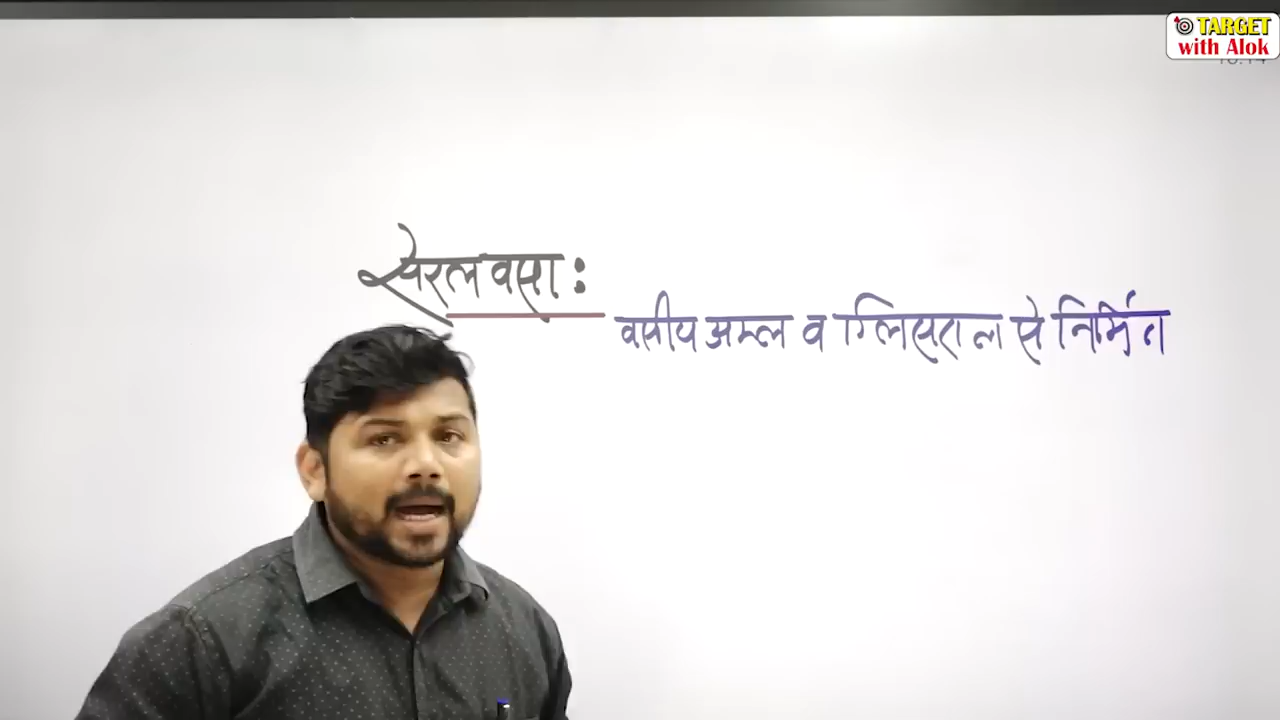 TARGET
with Alok
सरल वसा :
वसीय अम्ल व ग्लिसराल से निर्मित